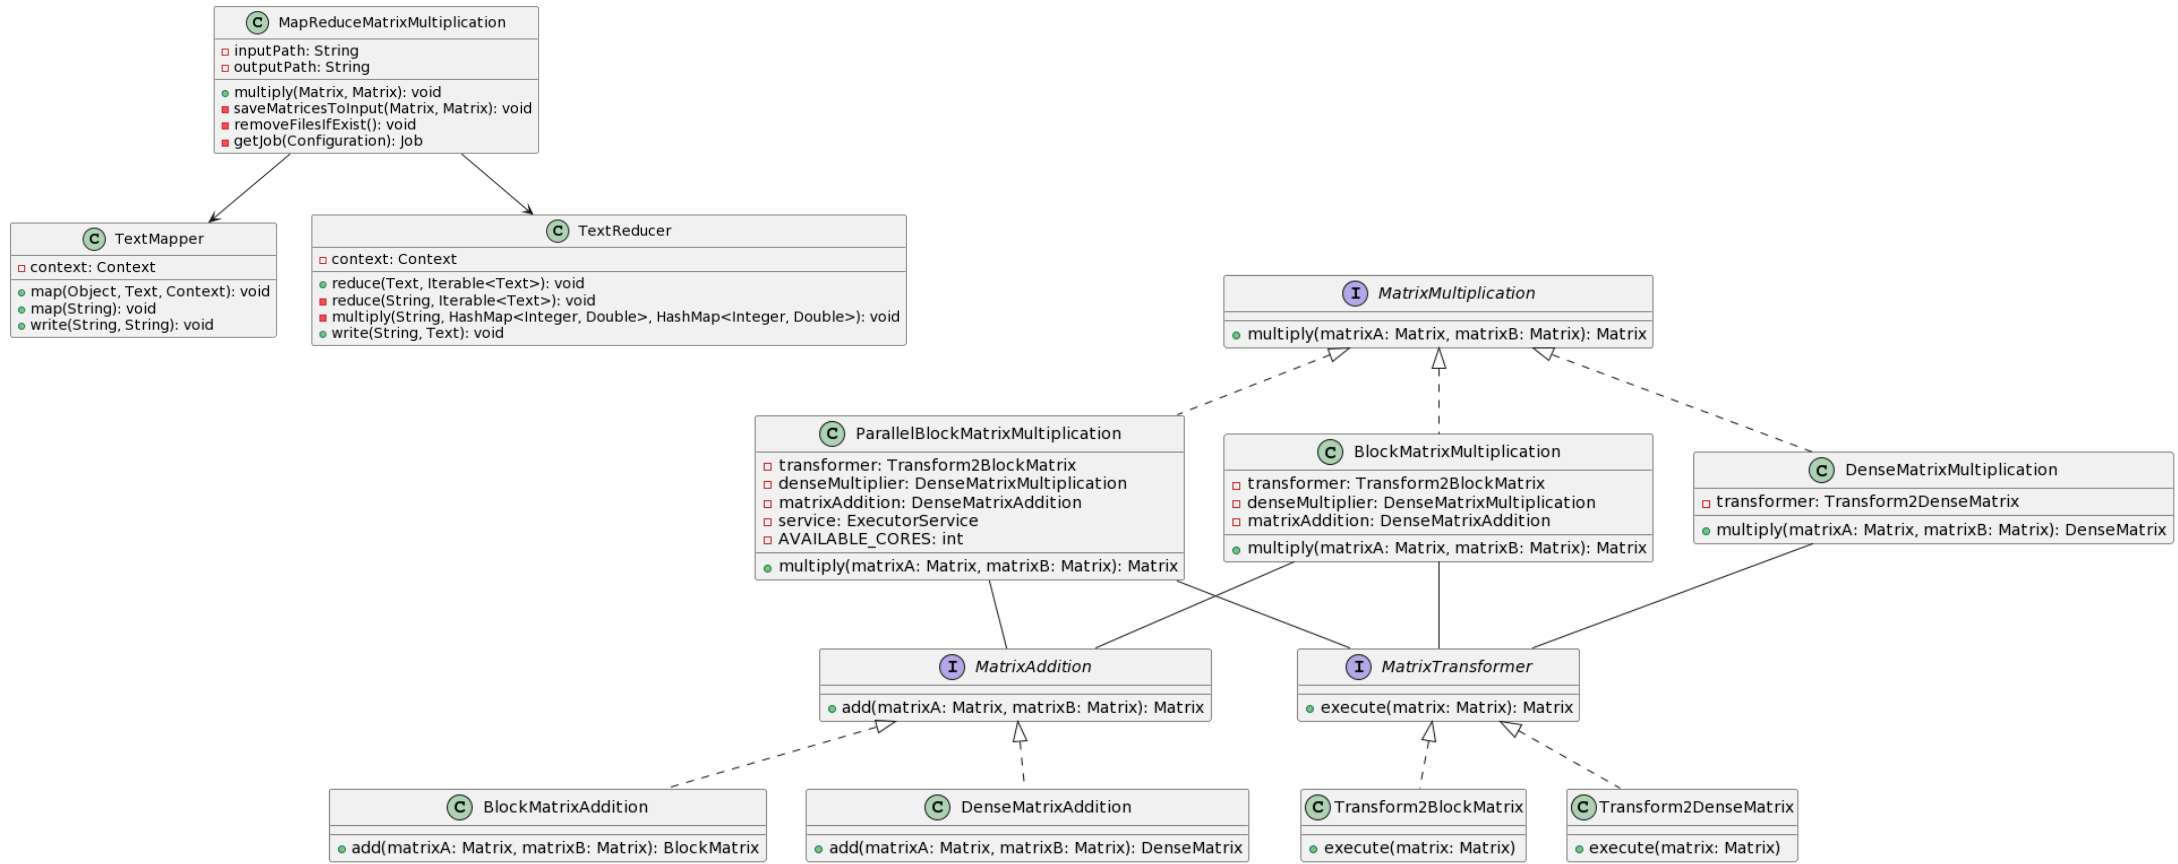 C MapReduceMatrixMultiplication
inputPath: String
outputPath: String
multiply(Matrix, Matrix): void
saveMatricesToInput(Matrix, Matrix): void
removeFilesIfExist(): void
getJob(Configuration): Job
C TextMapper
context: Context
map(Object, Text, Context): void
map(String): void
write(String, String): void
C TextReducer
context: Context
reduce(Text, Iterable<Text>): void
reduce(String, Iterable<Text>): void
multiply(String, HashMap<Integer, Double>, HashMap<Integer, Double>): void
write(String, Text): void
I MatrixMultiplication
multiply(matrixA: Matrix, matrixB: Matrix): Matrix
C ParallelBlockMatrixMultiplication
transformer: Transform2BlockMatrix
denseMultiplier: DenseMatrixMultiplication
matrixAddition: DenseMatrixAddition
service: ExecutorService
AVAILABLE_CORES: int
multiply(matrixA: Matrix, matrixB: Matrix): Matrix
C BlockMatrixMultiplication
transformer: Transform2BlockMatrix
denseMultiplier: DenseMatrixMultiplication
matrixAddition: DenseMatrixAddition
multiply(matrixA: Matrix, matrixB: Matrix): Matrix
C DenseMatrixMultiplication
transformer: Transform2DenseMatrix
multiply(matrixA: Matrix, matrixB: Matrix): DenseMatrix
I MatrixAddition
add(matrixA: Matrix, matrixB: Matrix): Matrix
I MatrixTransformer
execute(matrix: Matrix): Matrix
C BlockMatrixAddition
add(matrixA: Matrix, matrixB: Matrix): BlockMatrix
C DenseMatrixAddition
add(matrixA: Matrix, matrixB: Matrix): DenseMatrix
C Transform2BlockMatrix
execute(matrix: Matrix)
C Transform2DenseMatrix
execute(matrix: Matrix)